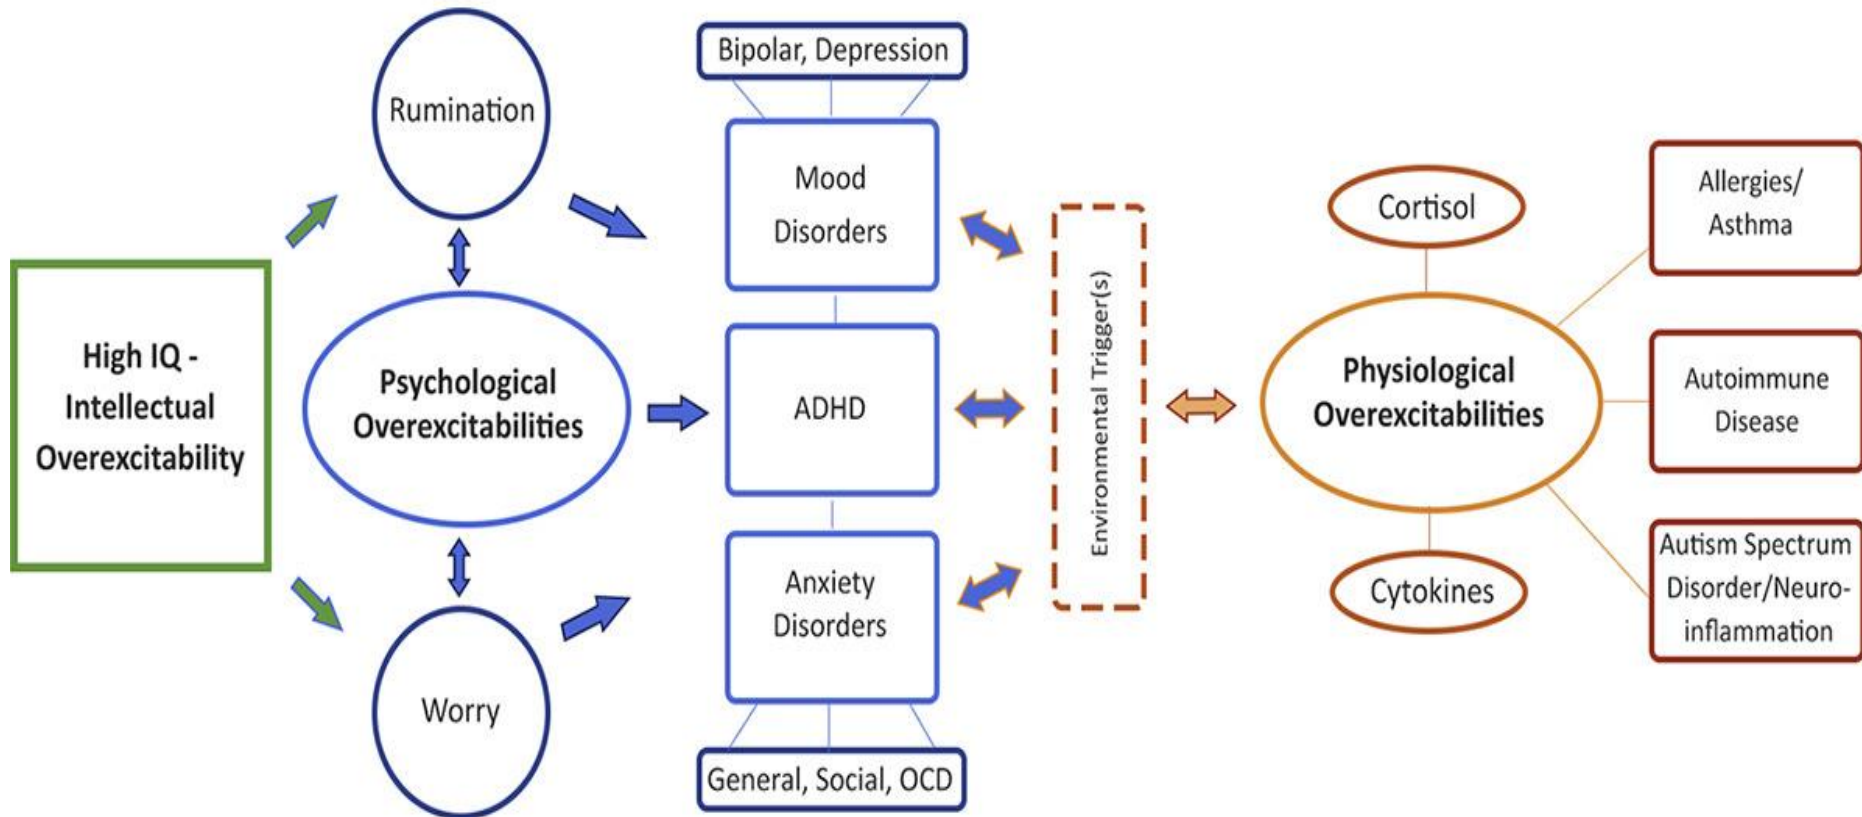 High IQ -
Intellectual
Overexcitability
Rumination
Psychological
Overexcitabilities
Worry
Bipolar, Depression
Mood
Disorders
ADHD
Anxiety
Disorders
General, Social, OCD
Environmental Trigger(s)
Cortisol
Physiological
Overexcitabilities
Cytokines
Allergies/
Asthma
Autoimmune
Disease
Autism Spectrum
Disorder/Neuro-
inflammation